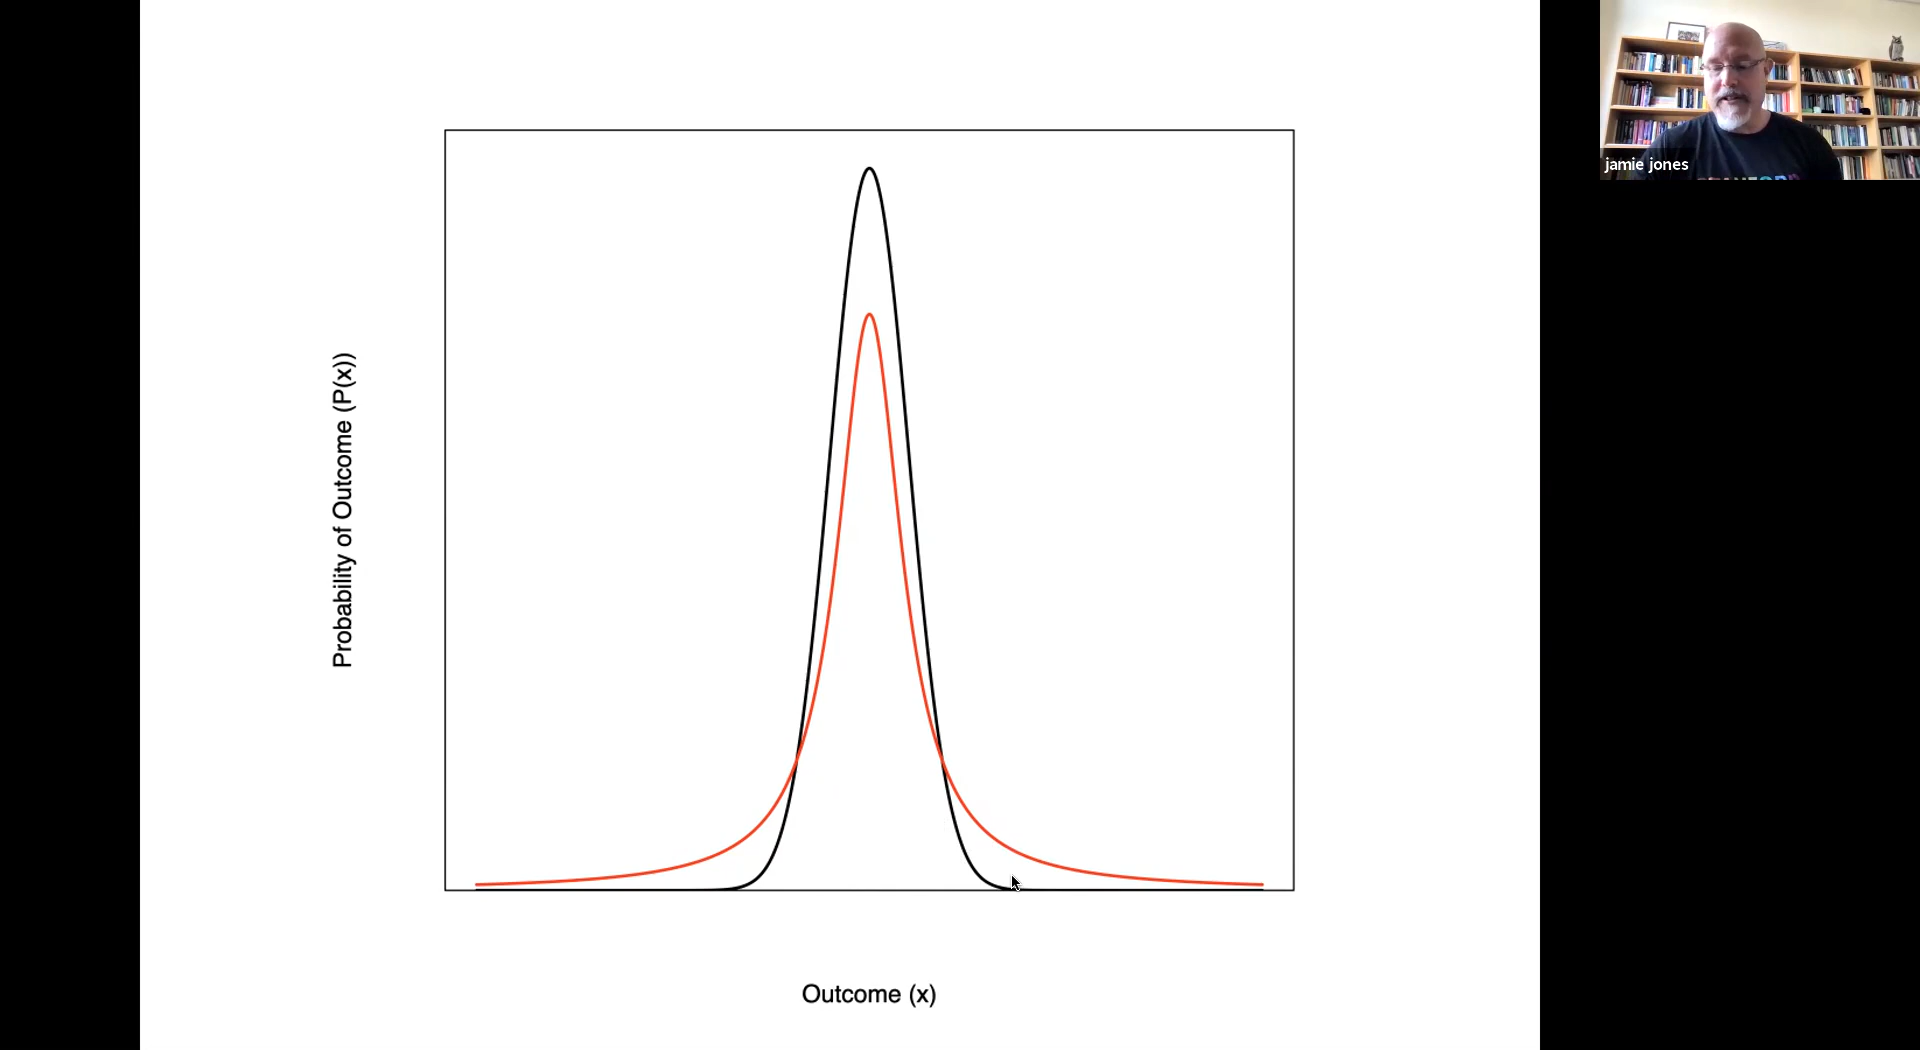 Probability of Outcome (P(x))
Outcome (x)
jamie jones